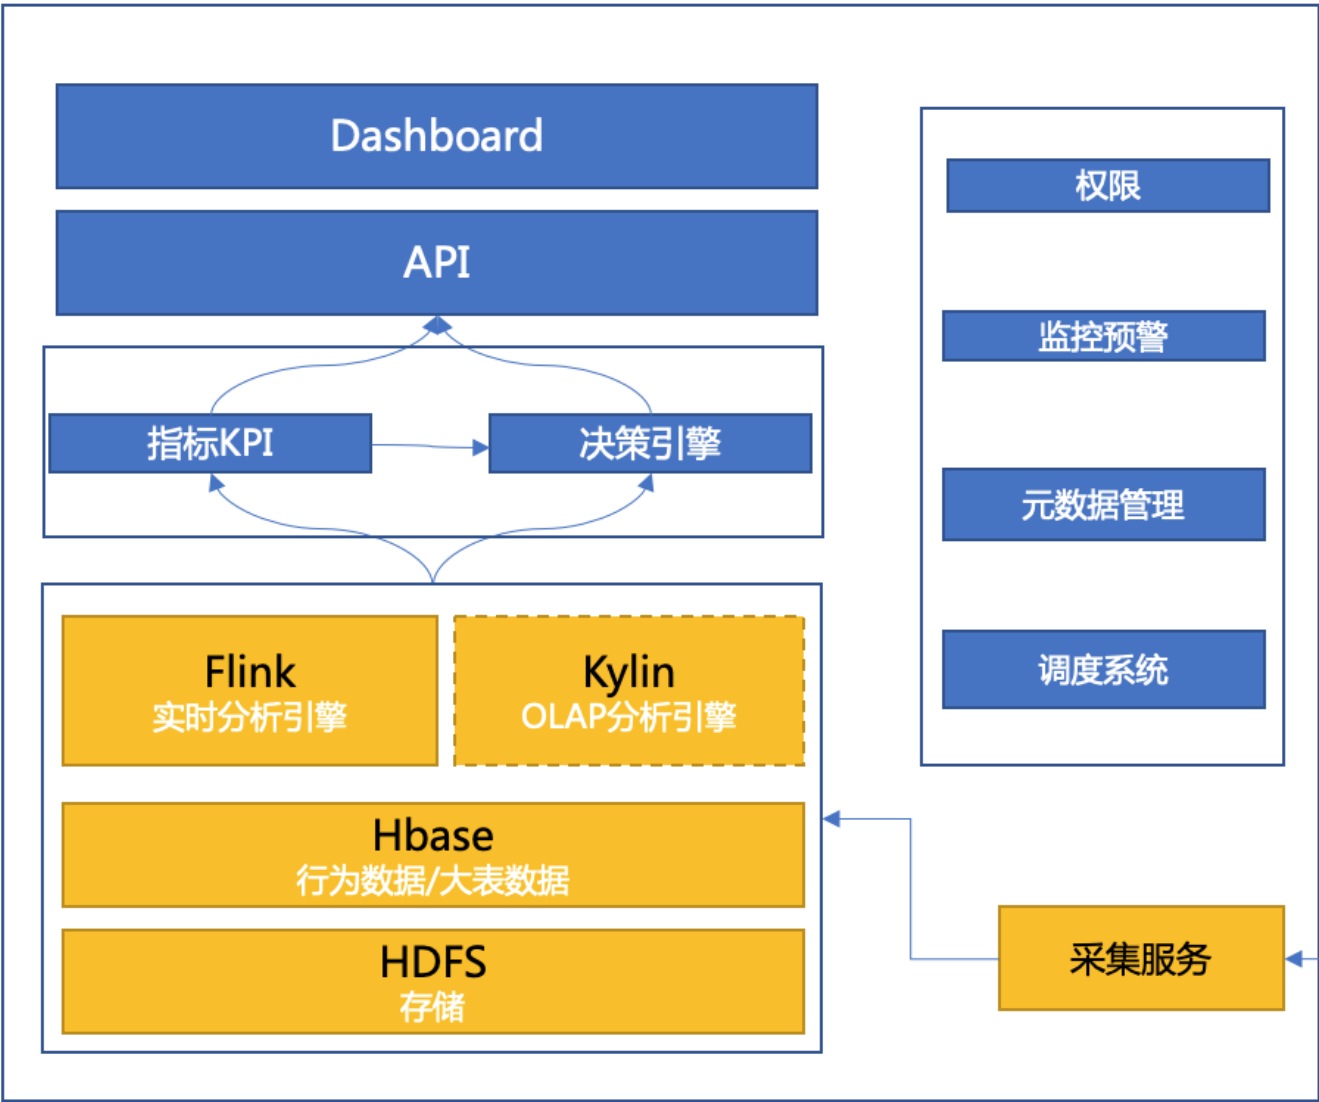 Dashboard
API
指标KPI
决策引擎
Flink
实时分析引擎
Kylin
OLAP分析引擎
Hbase
行为数据/大表数据
HDFS
存储
权限
监控预警
元数据管理
调度系统
采集服务